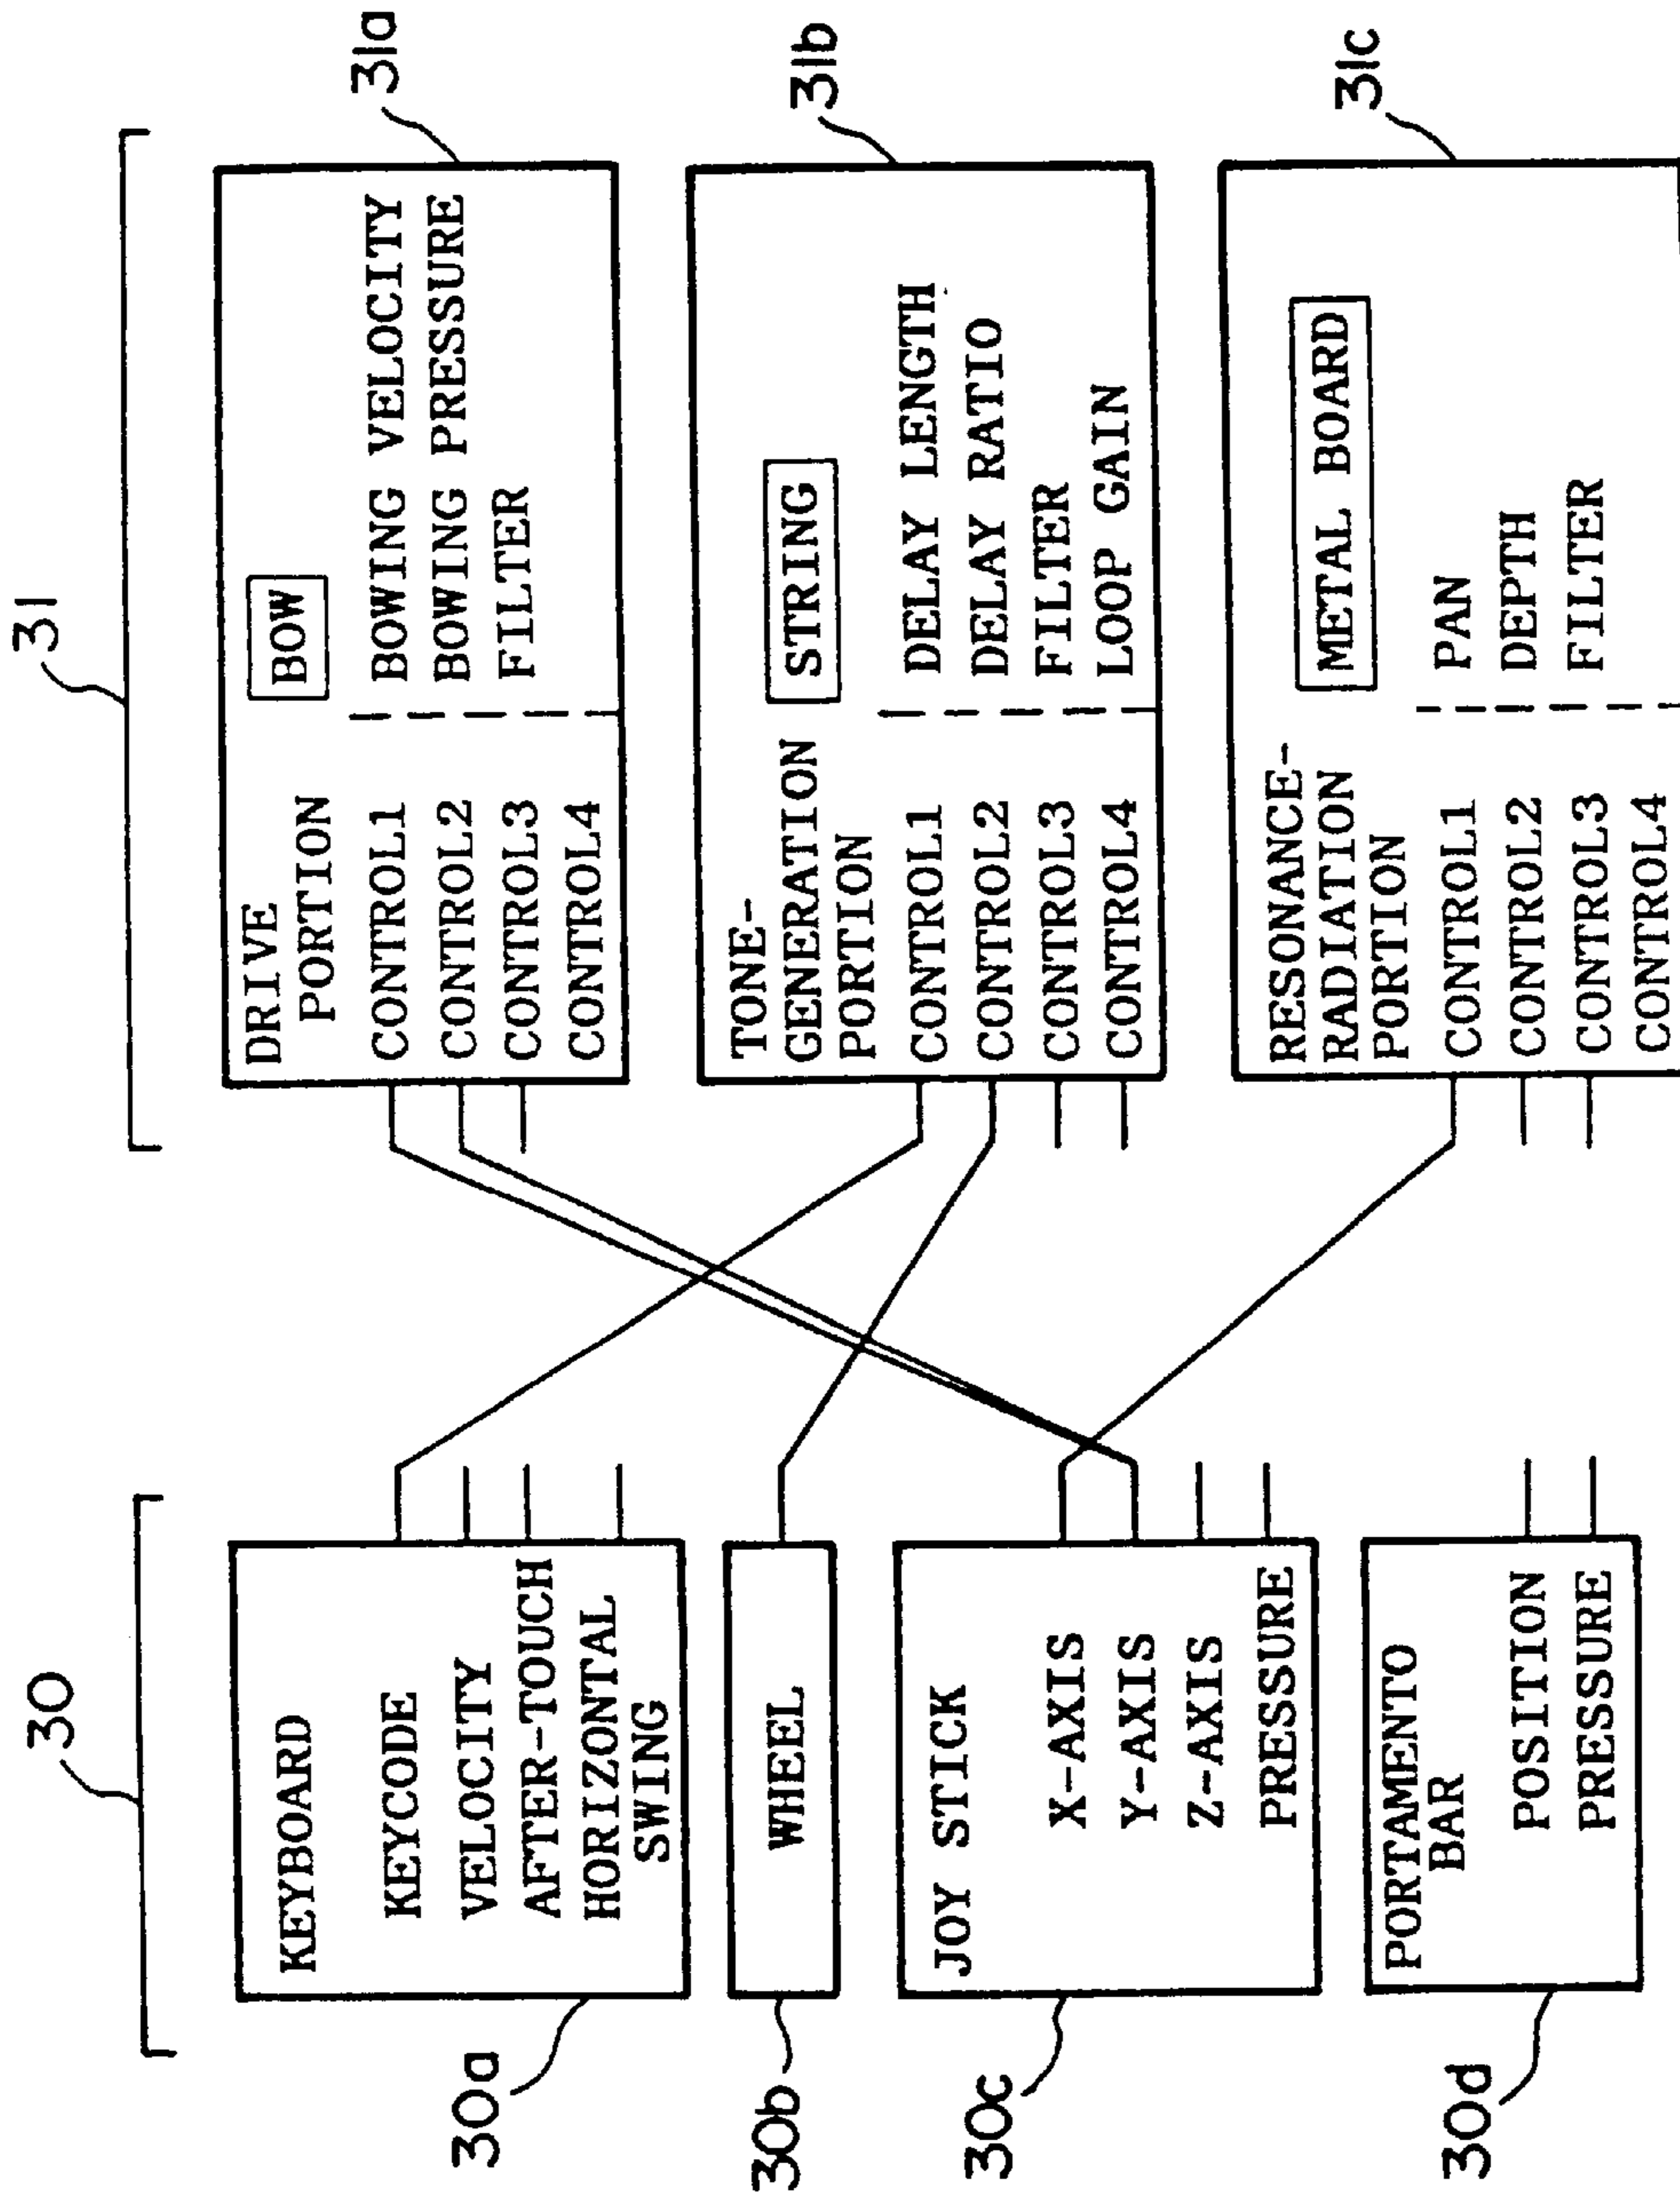 30
30a
KEYBOARD
KEYCODE
VELOCITY
AFTER-TOUCH
HORIZONTAL
SWING
30b
WHEEL
30c
JOY STICK
X-AXIS
Y-AXIS
Z-AXIS
PRESSURE
30d
PORTAMENTO
BAR
POSITION
PRESSURE
31
31a
DRIVE
PORTION
BOW
CONTROL1 BOWING VELOCITY
CONTROL2 BOWING PRESSURE
CONTROL3 FILTER
CONTROL4
31b
TONE-
GENERATION
PORTION
STRING
CONTROL1 DELAY LENGTH
CONTROL2 DELAY RATIO
CONTROL3 FILTER
CONTROL4 LOOP GAIN
31c
RESONANCE-
RADIATION
PORTION
METAL BOARD
CONTROL1 PAN
CONTROL2 DEPTH
CONTROL3 FILTER
CONTROL4